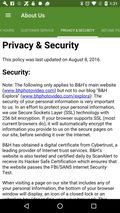 1:31
About Us
CUSTOMER SERVICE
PRIVACY & SECURITY
Privacy & Security
This policy was last updated on August 8, 2016.
Security:
Note: The following only applies to B&H's main website
(www.bhphotovideo.com) but not to our blog "B&H
Explora" (www.bhphotovideo.com/explora). The
security of your personal information is very important
to us. In an effort to protect your personal information,
we use Secure Sockets Layer (SSL) technology with
256 bit encryption. If your browser supports SSL (most
current browsers do), it will automatically encrypt the
information you provide to us on the secure pages on
our site, before sending it over the Internet.
B&H has obtained a digital certificate from Cybertrust, a
leading provider of Internet trust services. B&H's
website is also tested and certified daily by ScanAlert to
receive its Hacker Safe Certification which ensures that
the website passes the FBI/SANS Internet Security
Test.
When visiting a page on our site that includes any of
your personal information, the bottom of your browser
window will display, an icon of a closed lock or an